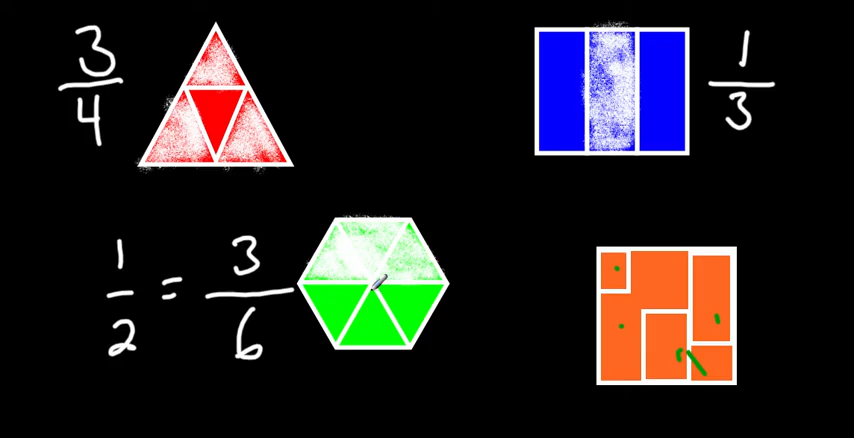 3/4
1/3
1/2 = 3/6